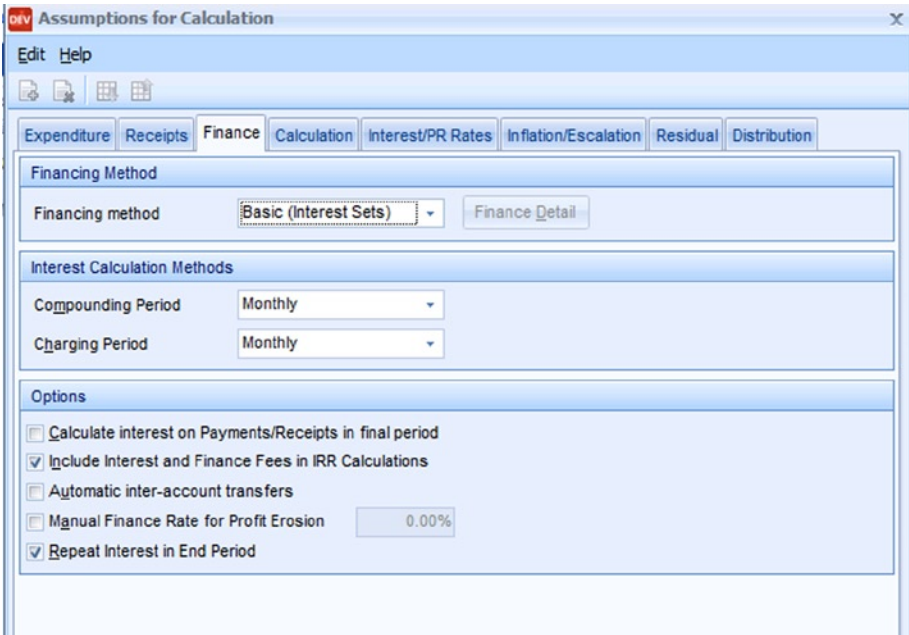 DEV Assumptions for Calculation x
Edit Help
Expenditure Receipts Finance Calculation Interest/PR Rates Inflation/Escalation Residual Distribution
Financing Method
Financing method Basic (Interest Sets) Finance Detail
Interest Calculation Methods
Compounding Period Monthly
Charging Period Monthly
Options
Calculate interest on Payments/Receipts in final period
Include Interest and Finance Fees in IRR Calculations
Automatic inter-account transfers
Manual Finance Rate for Profit Erosion 0.00%
Repeat Interest in End Period